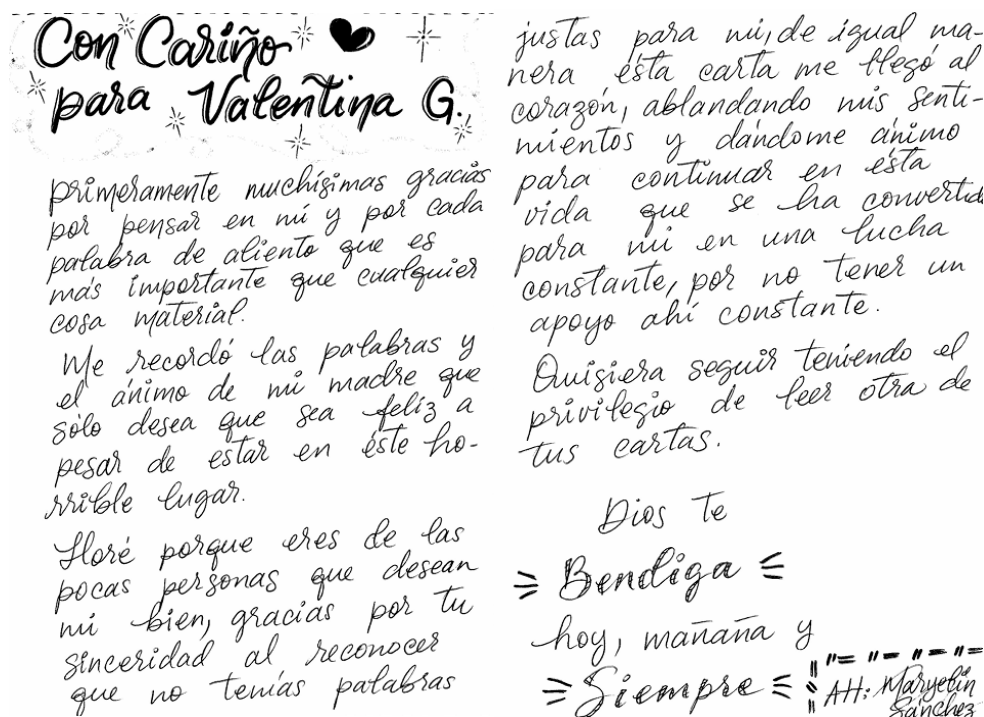 Con Cariño
para Valentina G.
primeramente muchísimas gracias
por pensar en mí y por cada
palabra de aliento que es
más importante que cualquier
cosa material.
Me recordó las palabras y
el ánimo de mi madre que
sólo desea que sea feliz a
pesar de estar en éste ho-
rrible lugar.
Lloré porque eres de las
pocas personas que desean
mi bien, gracias por tu
sinceridad al reconocer
que no tenías palabras
justas para mi, de igual ma-
nera ésta carta me llegó al
corazón, ablandando mis senti-
mientos y dándome ánimo
para continuar en ésta
vida que se ha convertido
para mi en una lucha
constante, por no tener un
apoyo ahí constante.
Quisiera seguir teniendo el
privilegio de leer otra de
tus cartas.
Dios te
Bendiga
hoy, mañana y
Siempre
AH: Maryelin
Sánchez